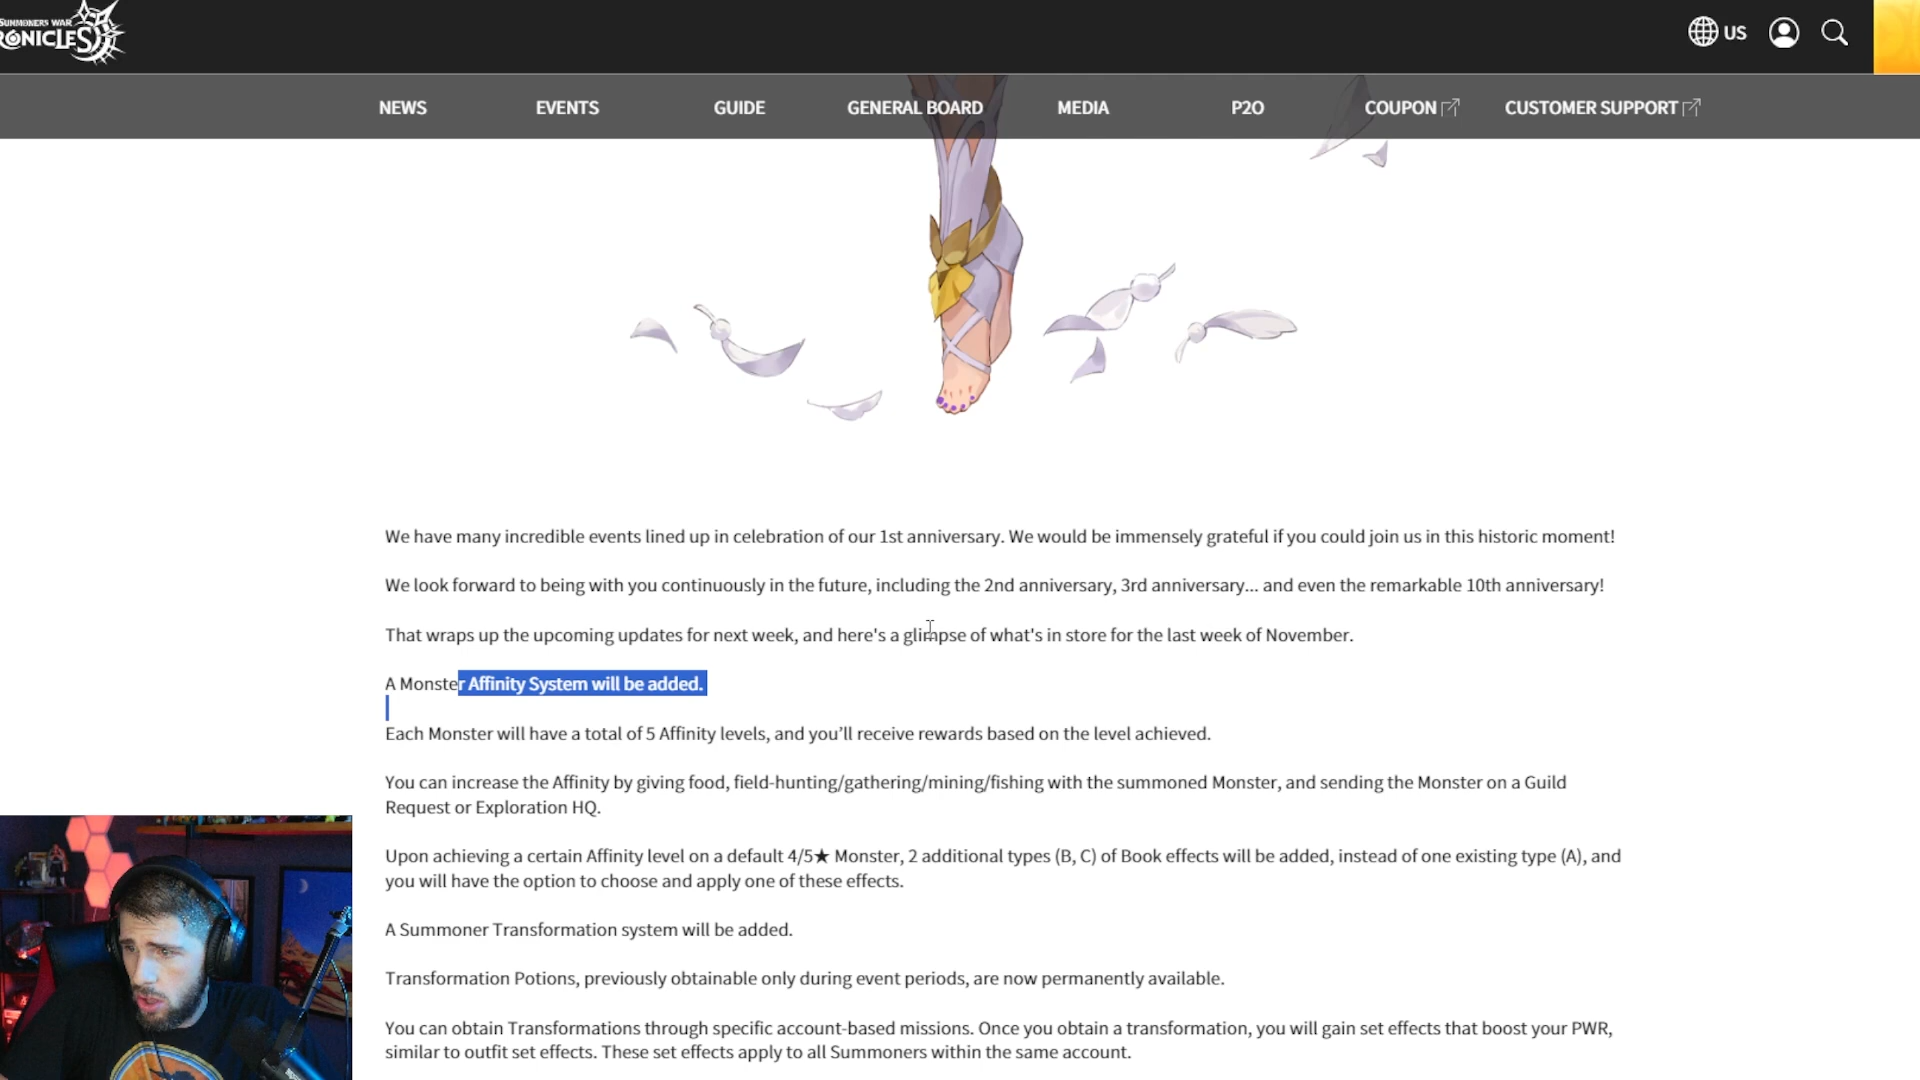 SUMMONERS WAR
RONICLES
US
NEWS
EVENTS
GUIDE
GENERAL BOARD
MEDIA
P2O
COUPON
CUSTOMER SUPPORT
We have many incredible events lined up in celebration of our 1st anniversary. We would be immensely grateful if you could join us in this historic moment!
We look forward to being with you continuously in the future, including the 2nd anniversary, 3rd anniversary... and even the remarkable 10th anniversary!
That wraps up the upcoming updates for next week, and here's a glimpse of what's in store for the last week of November.
A Monster Affinity System will be added.
Each Monster will have a total of 5 Affinity levels, and you’ll receive rewards based on the level achieved.
You can increase the Affinity by giving food, field-hunting/gathering/mining/fishing with the summoned Monster, and sending the Monster on a Guild
Request or Exploration HQ.
Upon achieving a certain Affinity level on a default 4/5★ Monster, 2 additional types (B, C) of Book effects will be added, instead of one existing type (A), and
you will have the option to choose and apply one of these effects.
A Summoner Transformation system will be added.
Transformation Potions, previously obtainable only during event periods, are now permanently available.
You can obtain Transformations through specific account-based missions. Once you obtain a transformation, you will gain set effects that boost your PWR,
similar to outfit set effects. These set effects apply to all Summoners within the same account.